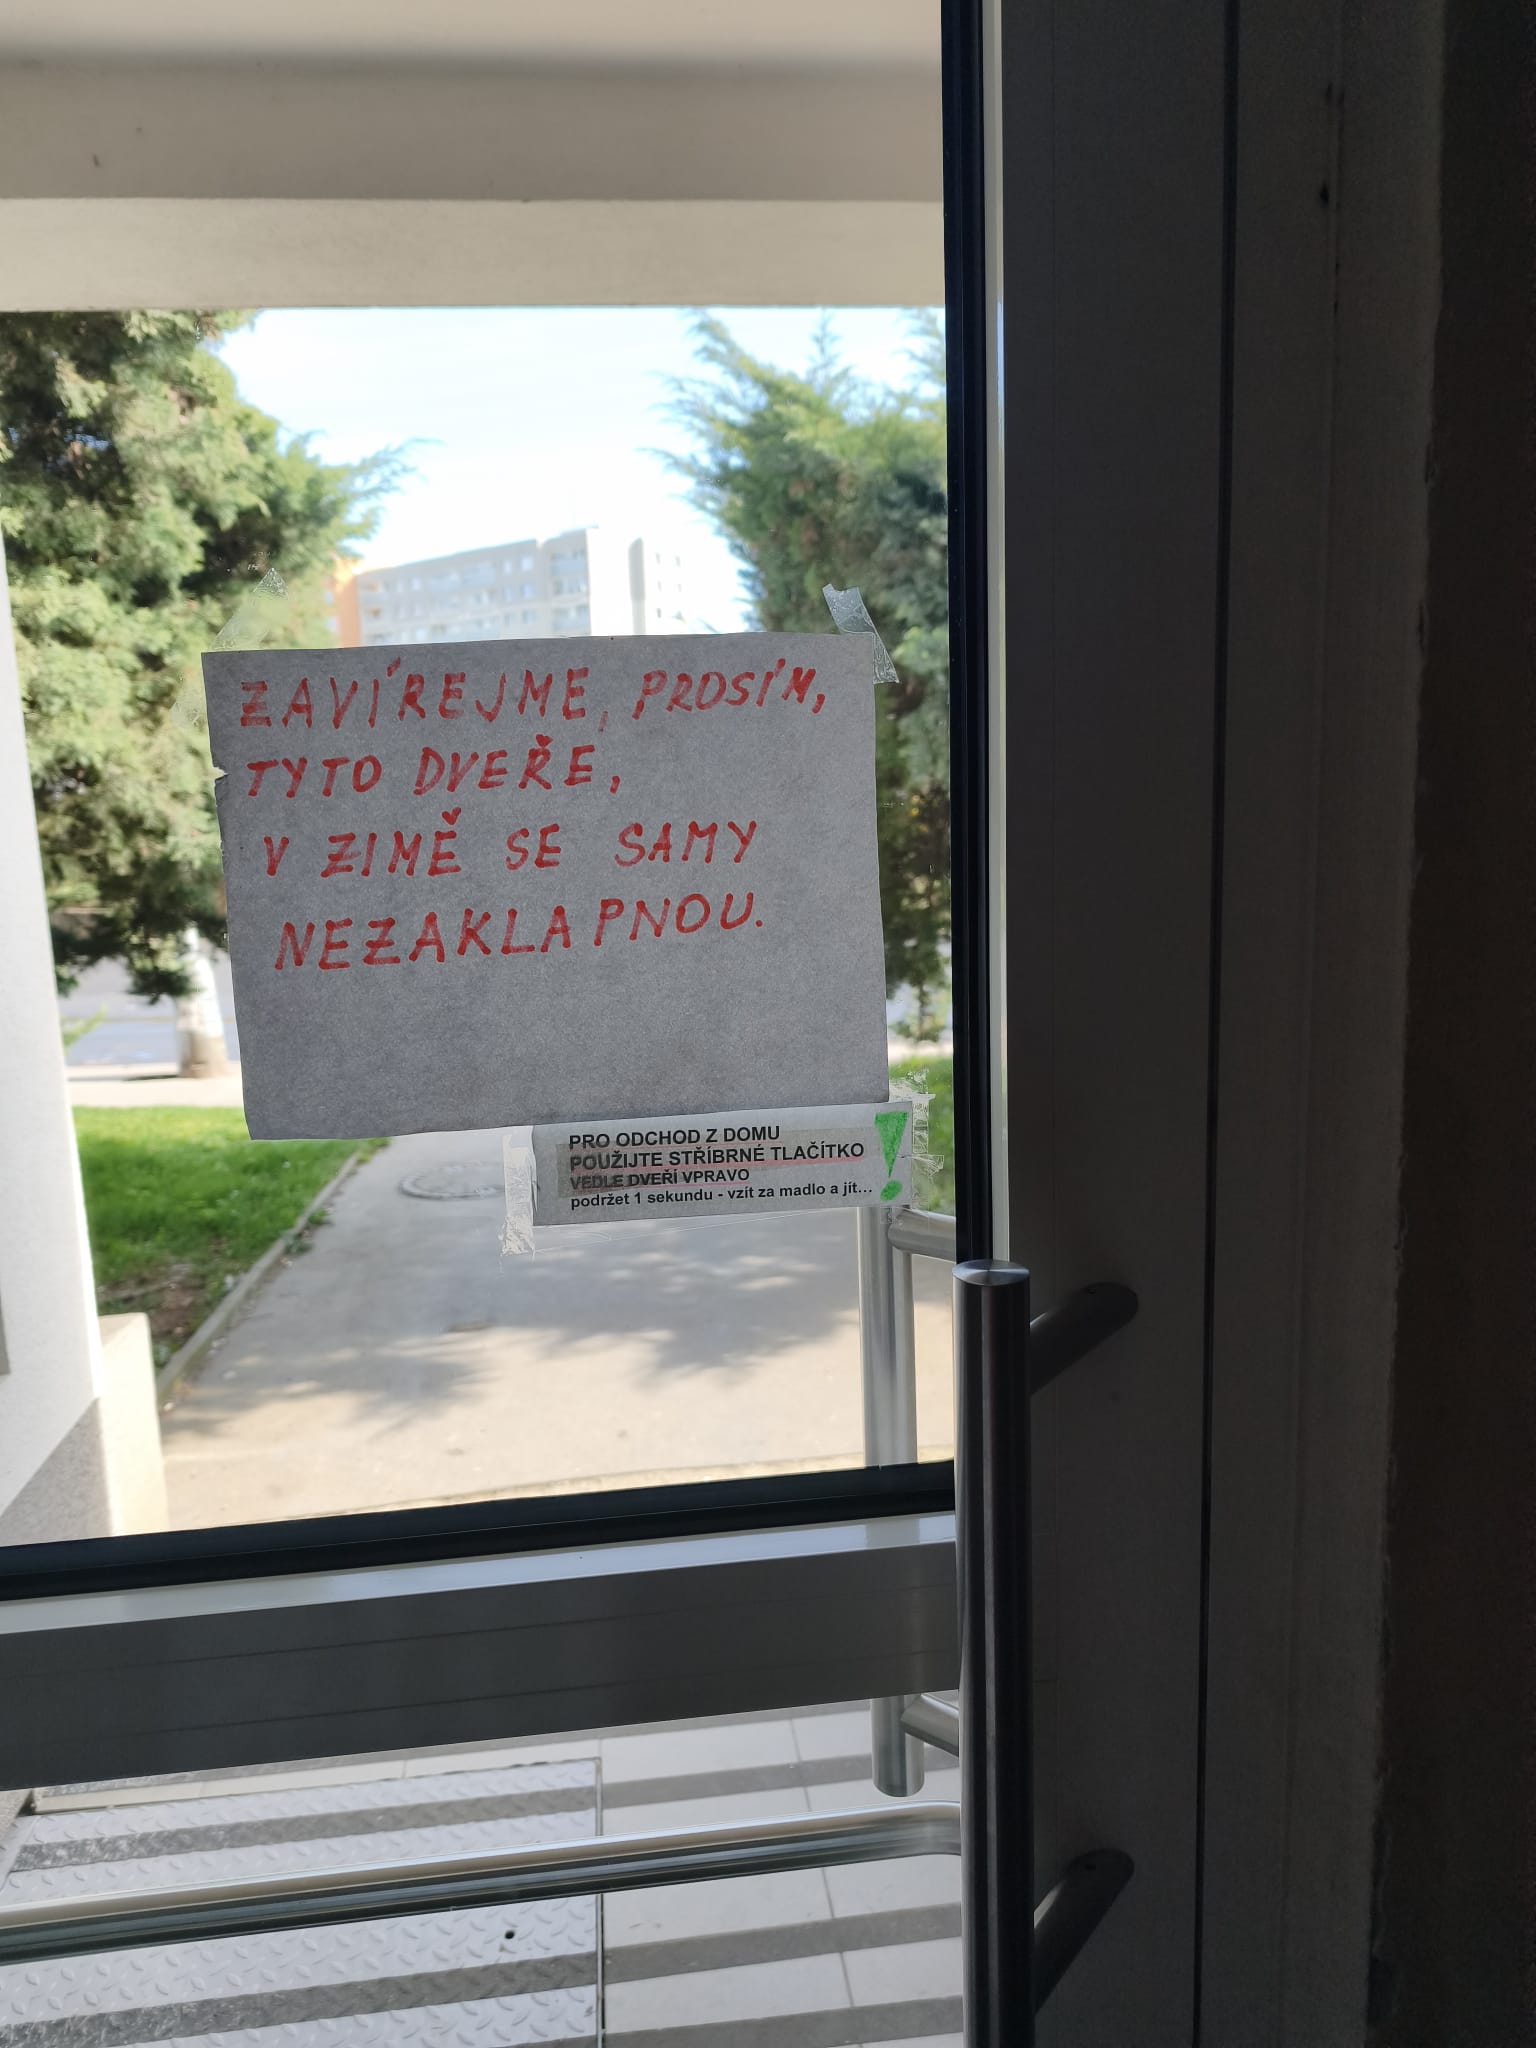 ZAVÍREJME, PROSÍM,
TYTO DVEŘE,
V ZIMĚ SE SAMY
NEZAKLAPNOU.
PRO ODCHOD Z DOMU
POUŽIJTE STŘÍBRNÉ TLAČÍTKO
VEDLE DVEŘÍ VPRAVO
podržet 1 sekundu - vzít za madlo a jít...
!